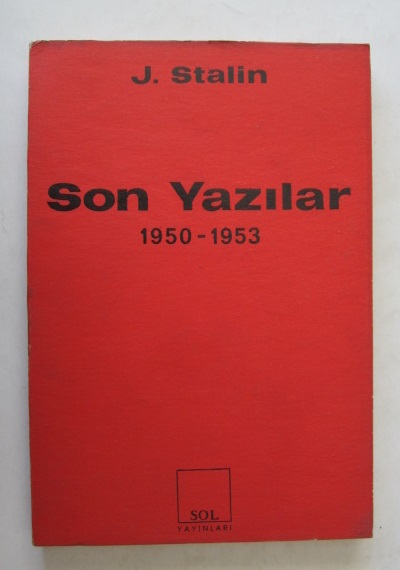 J. Stalin
Son Yazılar
1950-1953
SOL
YAYINLARI